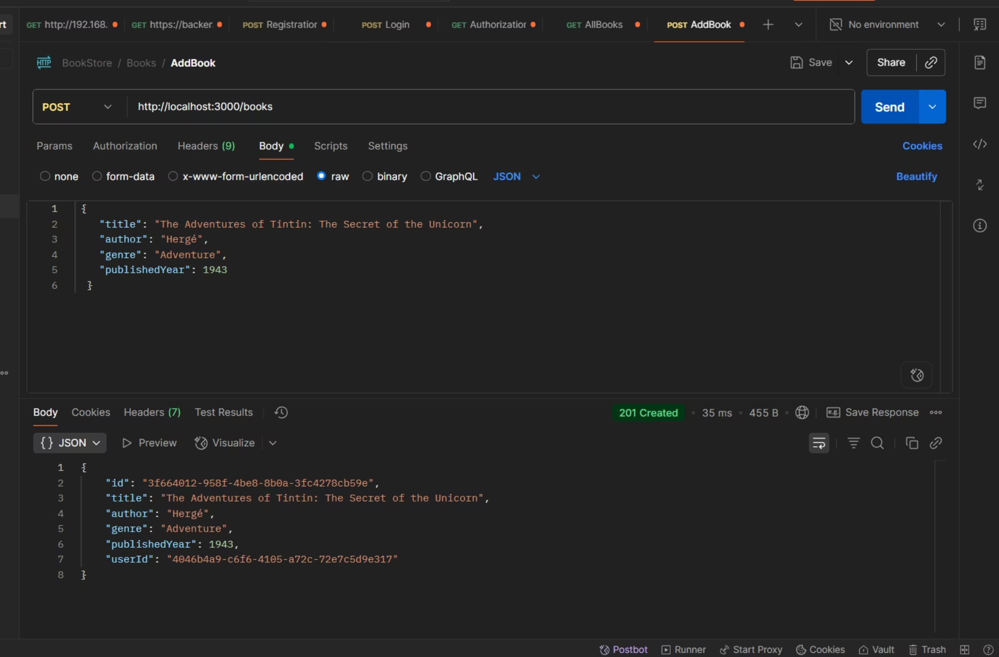 rt GET http://192.168. GET https://backer. POST Registration POST Login GET Authorization GET AllBooks POST AddBook No environment
HTTP BookStore / Books / AddBook Save Share
POST http://localhost:3000/books Send
Params Authorization Headers (9) Body Scripts Settings Cookies
none form-data x-www-form-urlencoded raw binary GraphQL JSON Beautify
1 {
2 "title": "The Adventures of Tintin: The Secret of the Unicorn",
3 "author": "Hergé",
4 "genre": "Adventure",
5 "publishedYear": 1943
6 }
Body Cookies Headers (7) Test Results 201 Created • 35 ms • 455 B • e.g. Save Response
{} JSON Preview Visualize
1 {
2 "id": "3f664012-958f-4be8-8b0a-3fc4278cb59e",
3 "title": "The Adventures of Tintin: The Secret of the Unicorn",
4 "author": "Hergé",
5 "genre": "Adventure",
6 "publishedYear": 1943,
7 "userId": "4046b4a9-c6f6-4105-a72c-72e7c5d9e317"
8 }
Postbot Runner Start Proxy Cookies Vault Trash